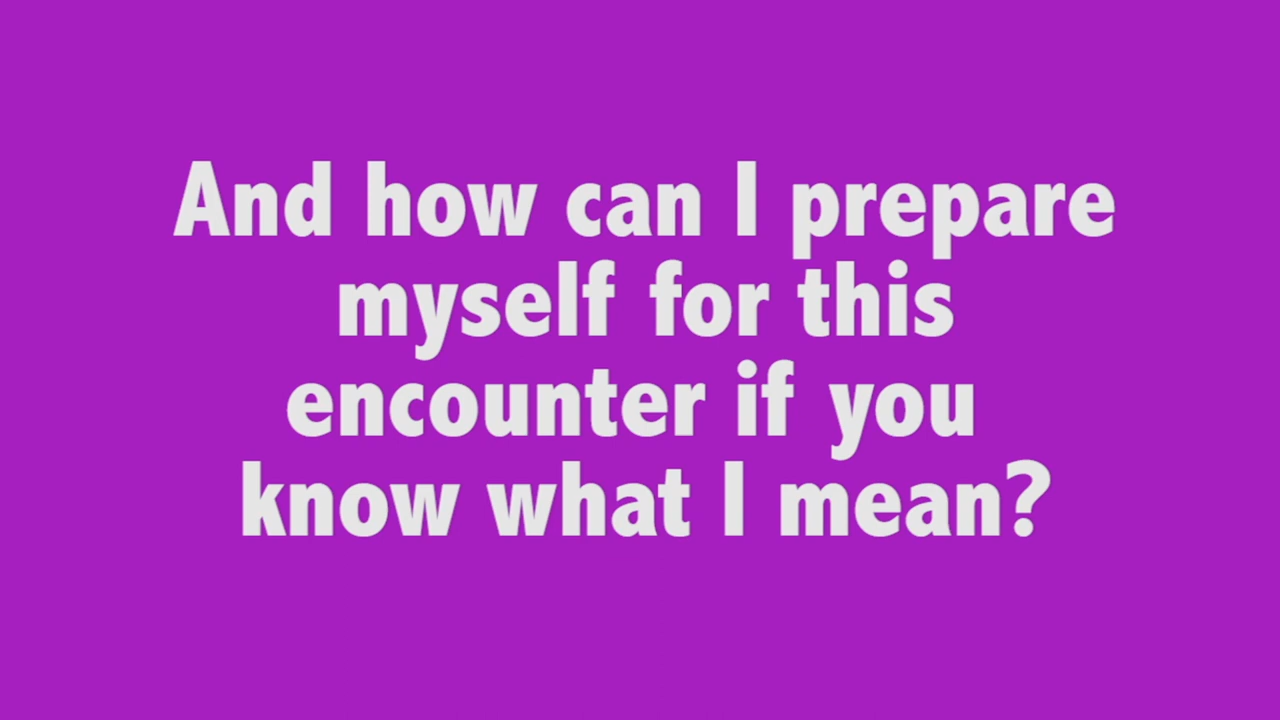 And how can I prepare
myself for this
encounter if you
know what I mean?